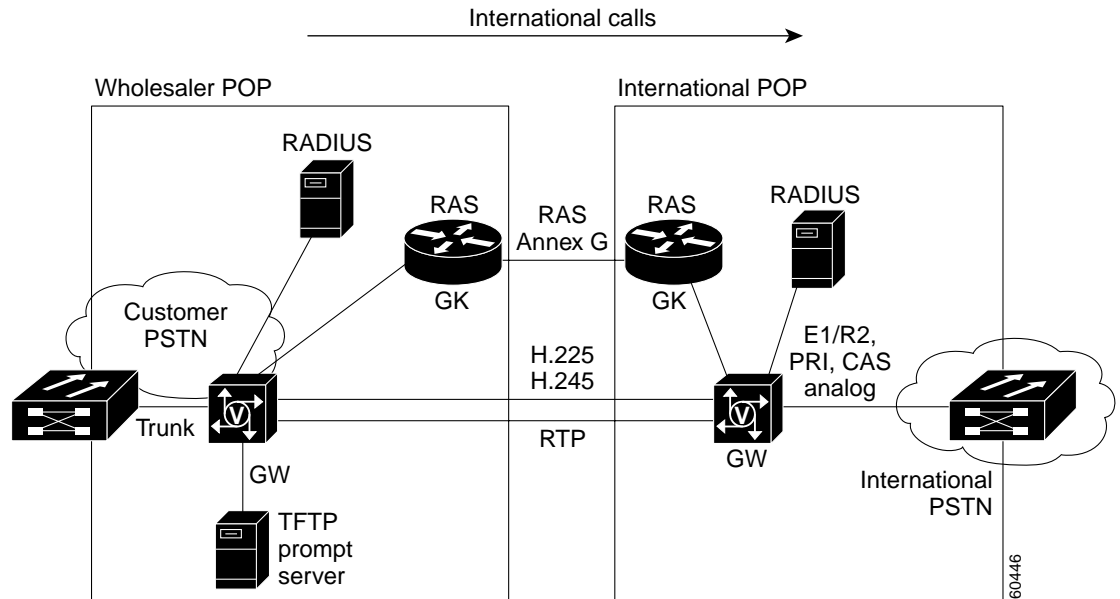 International calls
Wholesaler POP
International POP
RADIUS
RAS
GK
RAS
Annex G
RAS
GK
RADIUS
Customer
PSTN
Trunk
V
GW
H.225
H.245
RTP
V
GW
E1/R2,
PRI, CAS
analog
International
PSTN
TFTP
prompt
server
60446